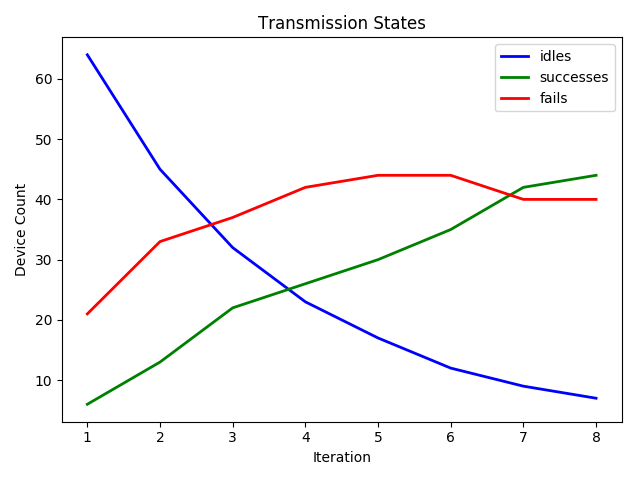 Transmission States
idles
successes
fails
60
50
40
30
20
10
Device Count
1 2 3 4 5 6 7 8
Iteration